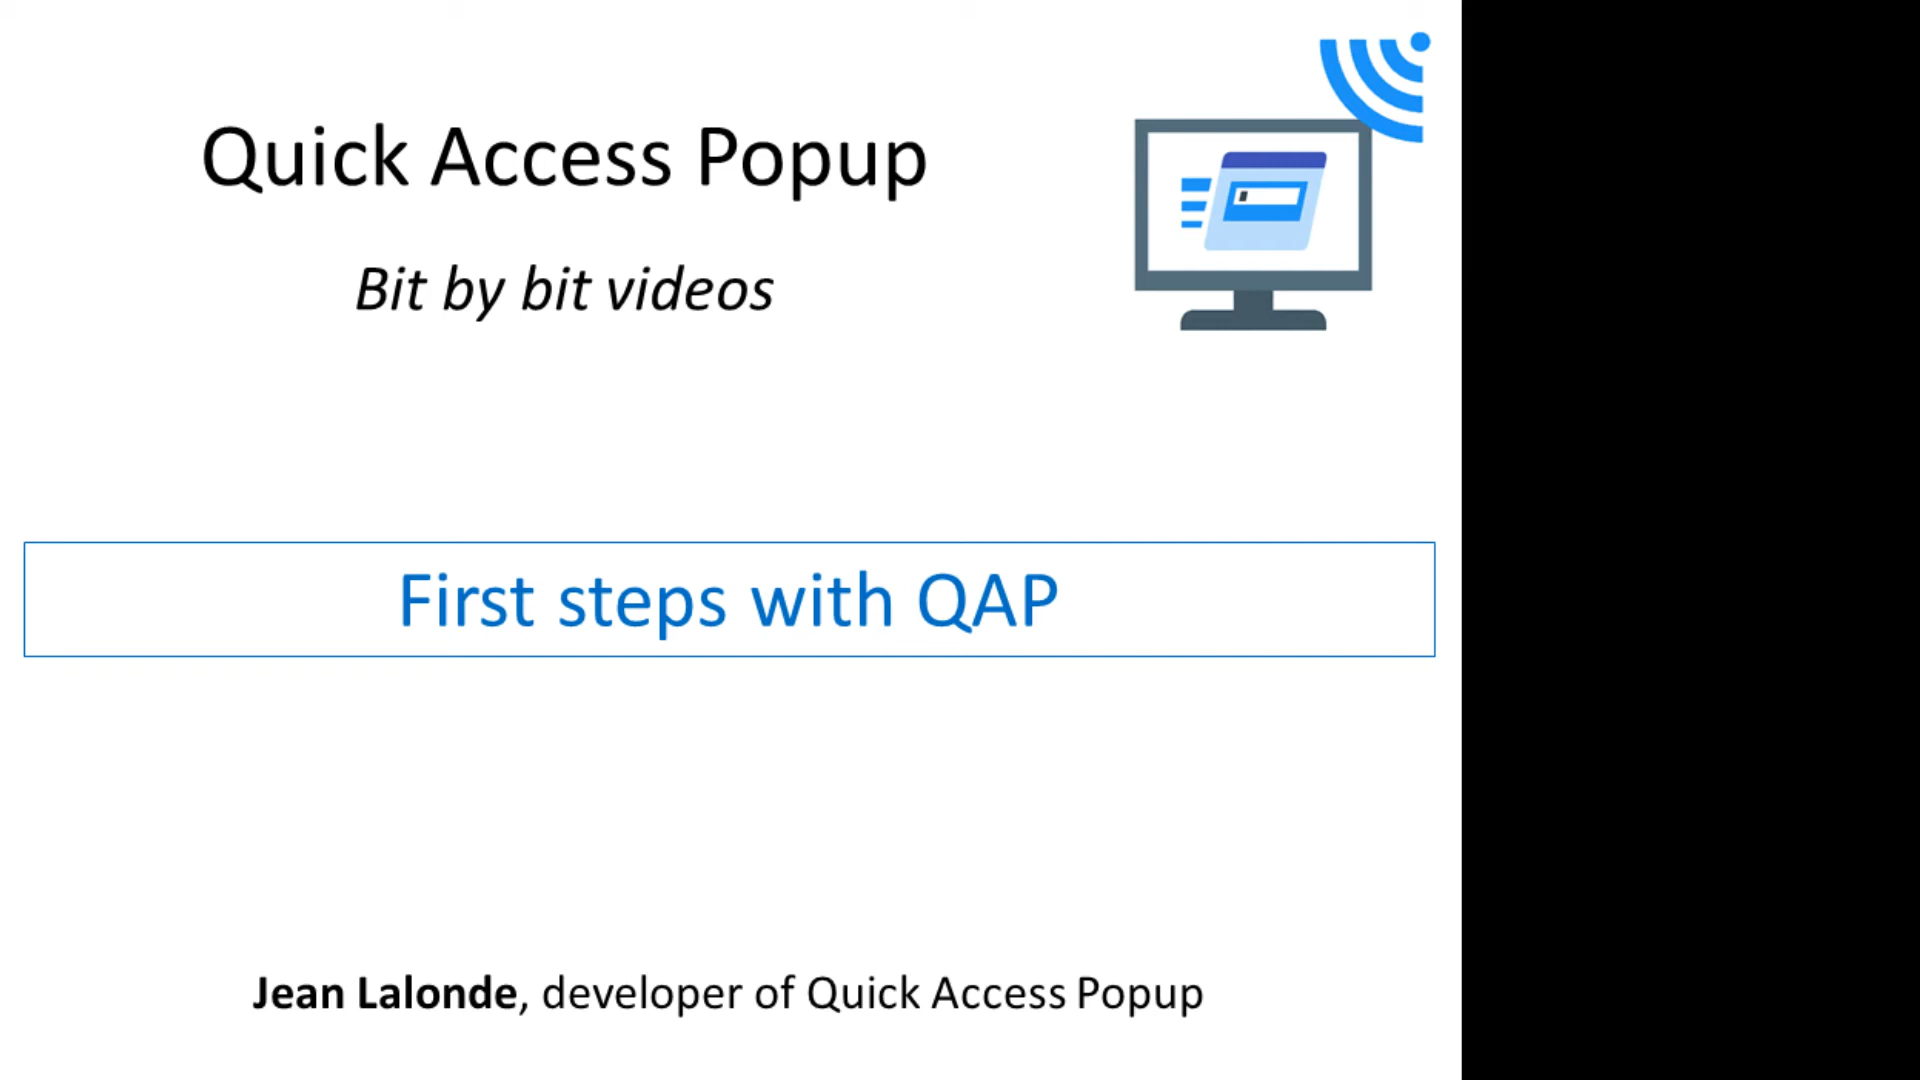 Quick Access Popup
Bit by bit videos
First steps with QAP
Jean Lalonde, developer of Quick Access Popup